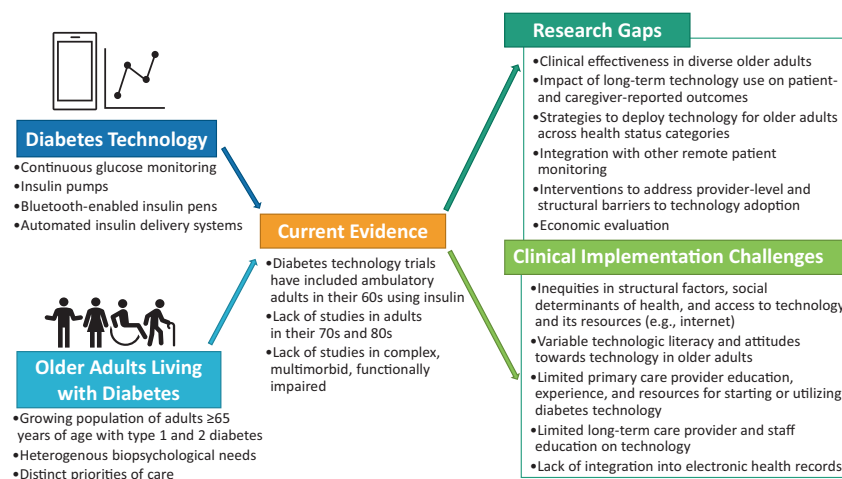 Diabetes Technology
•Continuous glucose monitoring
•Insulin pumps
•Bluetooth-enabled insulin pens
•Automated insulin delivery systems
Older Adults Living
with Diabetes
•Growing population of adults ≥65
years of age with type 1 and 2 diabetes
•Heterogenous biopsychological needs
•Distinct priorities of care
Current Evidence
•Diabetes technology trials
have included ambulatory
adults in their 60s using insulin
•Lack of studies in adults
in their 70s and 80s
•Lack of studies in complex,
multimorbid, functionally
impaired
Research Gaps
•Clinical effectiveness in diverse older adults
•Impact of long-term technology use on patient-
and caregiver-reported outcomes
•Strategies to deploy technology for older adults
across health status categories
•Integration with other remote patient
monitoring
•Interventions to address provider-level and
structural barriers to technology adoption
•Economic evaluation
Clinical Implementation Challenges
•Inequities in structural factors, social
determinants of health, and access to technology
and its resources (e.g., internet)
•Variable technologic literacy and attitudes
towards technology in older adults
•Limited primary care provider education,
experience, and resources for starting or utilizing
diabetes technology
•Limited long-term care provider and staff
education on technology
•Lack of integration into electronic health records